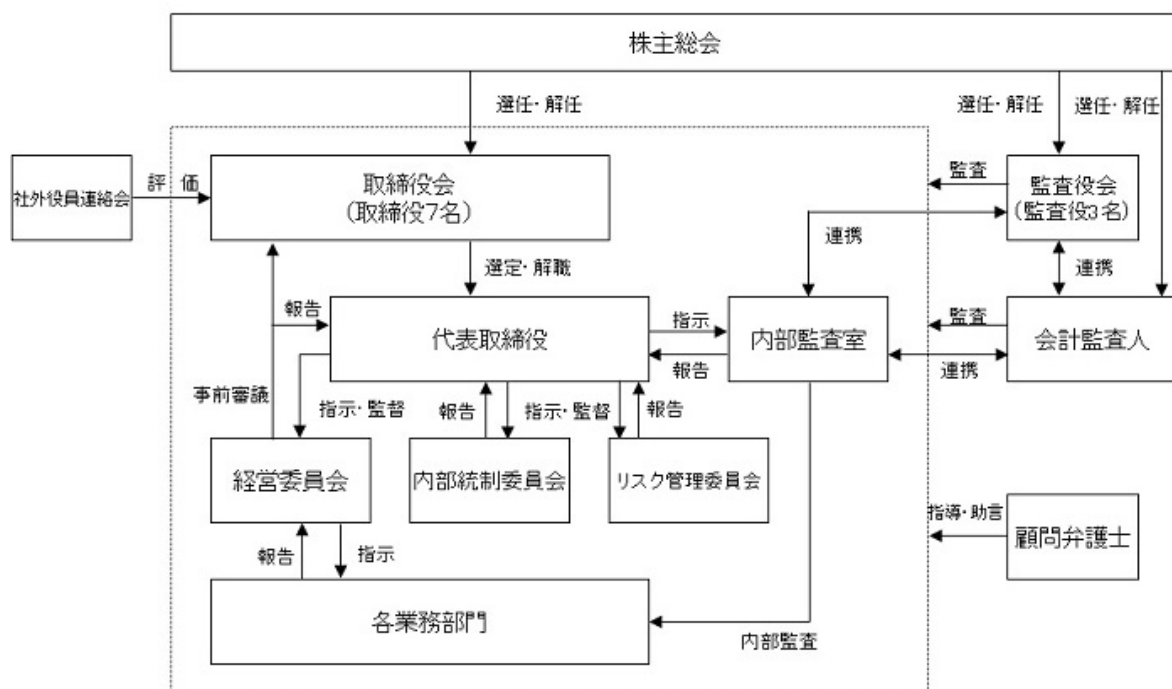 株主総会
選任・解任
選任・解任
選任・解任
社外役員連絡会
評 価
取締役会
(取締役7名)
監査
監査役会
(監査役3名)
連携
選定・解職
連携
報告
代表取締役
指示
報告
内部監査室
監査
連携
会計監査人
事前審議
指示・監督
報告
指示・監督
報告
経営委員会
内部統制委員会
リスク管理委員会
指導・助言
顧問弁護士
報告
指示
各業務部門
内部監査